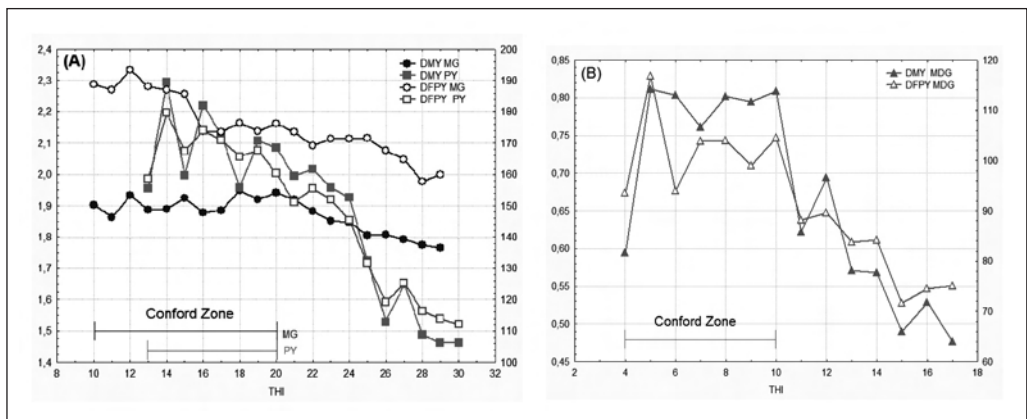 (A)
DMY MG
DMY PY
DFPY MG
DFPY PY
2,4
2,3
2,2
2,1
2,0
1,9
1,8
1,7
1,6
1,5
1,4
200
190
180
170
160
150
140
130
120
110
100
Conford Zone
MG
PY
8 10 12 14 16 18 20 22 24 26 28 30 32
THI
(B)
DMY MDG
DFPY MDG
0,85
0,80
0,75
0,70
0,65
0,60
0,55
0,50
0,45
120
110
100
90
80
70
60
Conford Zone
2 4 6 8 10 12 14 16 18
THI